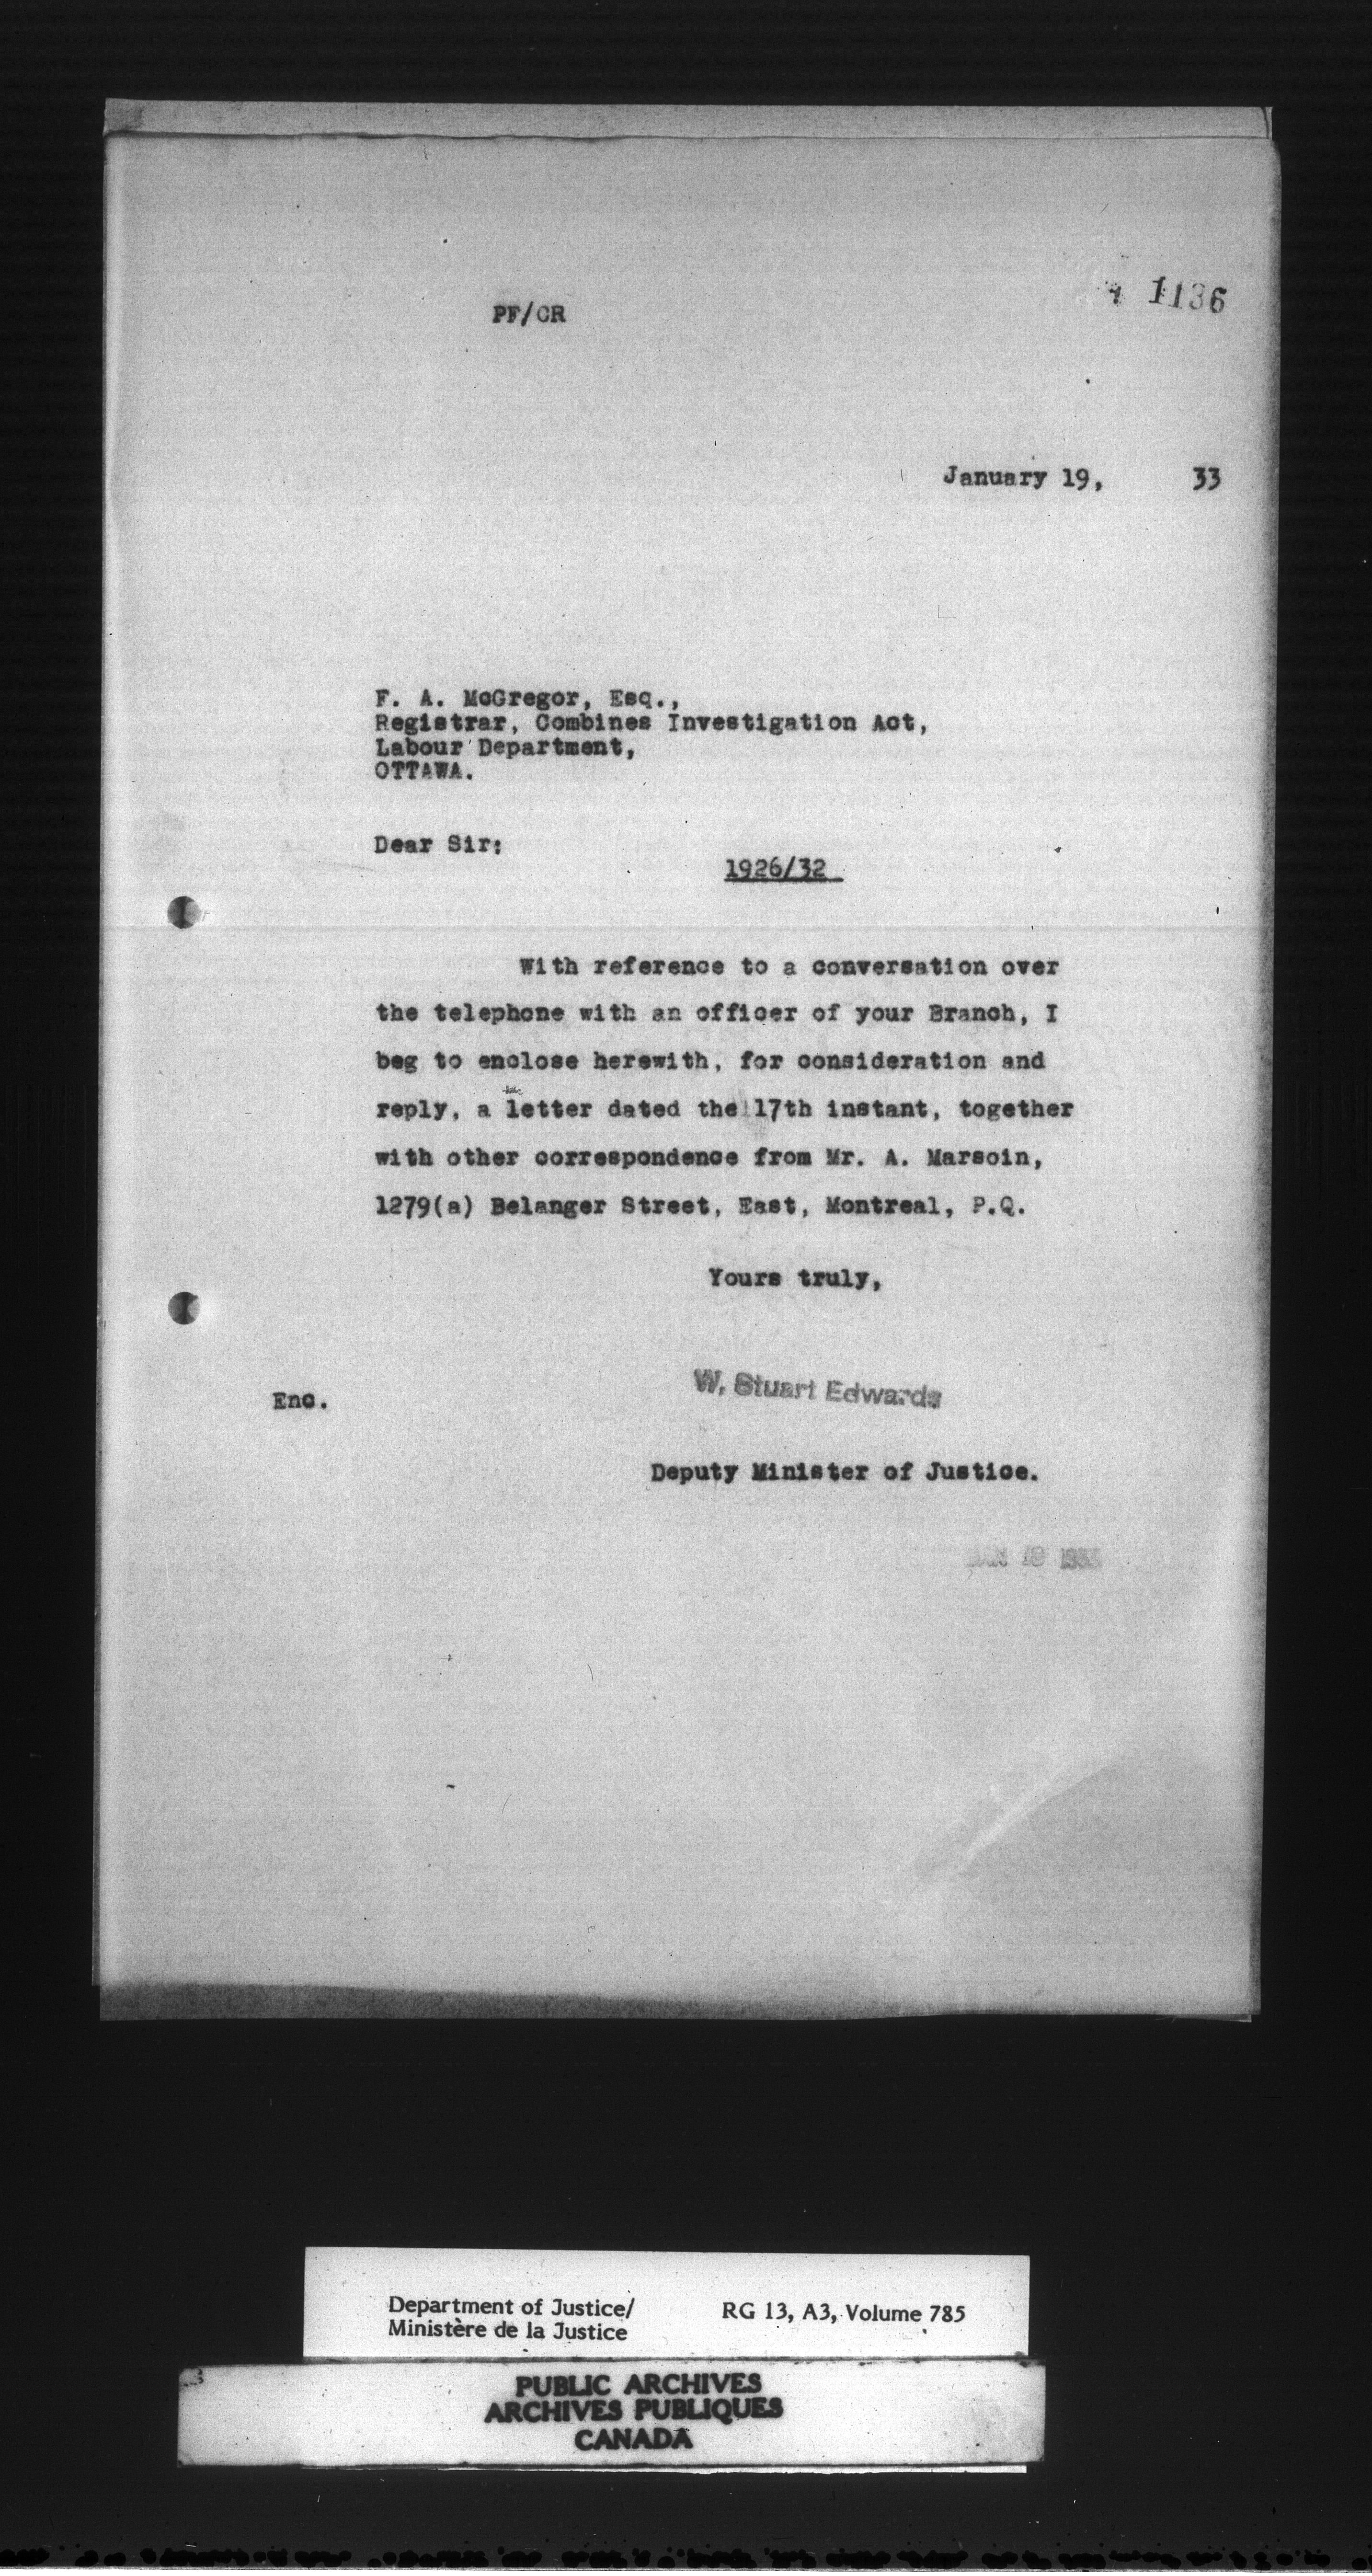 1136
PF/CR
January 19, 33
F. A. McGregor, Esq.,
Registrar, Combines Investigation Act,
Labour Department,
OTTAWA.
Dear Sir:
1926/32
With reference to a conversation over
the telephone with an officer of your Branch, I
beg to enclose herewith, for consideration and
reply, a letter dated the 17th instant, together
with other correspondence from Mr. A. Marsoin,
1279(a) Belanger Street, East, Montreal, P.Q.
Yours truly,
W. Stuart Edwards
Enc.
Deputy Minister of Justice.
JAN 19 1933
Department of Justice/ RG 13, A3, Volume 785
Ministère de la Justice
PUBLIC ARCHIVES
ARCHIVES PUBLIQUES
CANADA